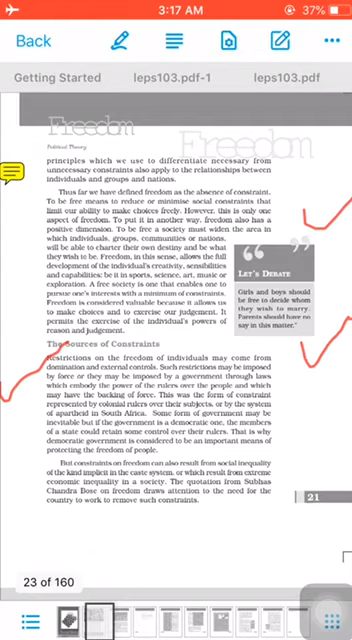 3:17 AM
37%
Back
Getting Started
leps103.pdf-1
leps103.pdf
Freedom
Freedom
Political Theory
principles which we use to differentiate necessary from
unnecessary constraints also apply to the relationships between
individuals and groups and nations.
Thus far we have defined freedom as the absence of constraint.
To be free means to reduce or minimise social constraints that
limit our ability to make choices freely. However, this is only one
aspect of freedom. To put it in another way, freedom also has a
positive dimension. To be free a society must widen the area in
which individuals, groups, communities or nations,
will be able to charter their own destiny and be what
they wish to be. Freedom, in this sense, allows the full
development of the individual's creativity, sensibilities
and capabilities: be it in sports, science, art, music or
exploration. A free society is one that enables one to
pursue one's interests with a minimum of constraints.
Freedom is considered valuable because it allows us
to make choices and to exercise our judgement. It
permits the exercise of the individual's powers of
reason and judgement.
“ ”
LET'S DEBATE
Girls and boys should
be free to decide whom
they wish to marry.
Parents should have no
say in this matter."
The Sources of Constraints
Restrictions on the freedom of individuals may come from
domination and external controls. Such restrictions may be imposed
by force or they may be imposed by a government through laws
which embody the power of the rulers over the people and which
may have the backing of force. This was the form of constraint
represented by colonial rulers over their subjects, or by the system
of apartheid in South Africa. Some form of government may be
inevitable but if the government is a democratic one, the members
of a state could retain some control over their rulers. That is why
democratic government is considered to be an important means of
protecting the freedom of people.
But constraints on freedom can also result from social inequality
of the kind implicit in the caste system, or which result from extreme
economic inequality in a society. The quotation from Subhas
Chandra Bose on freedom draws attention to the need for the
country to work to remove such constraints.
21
23 of 160